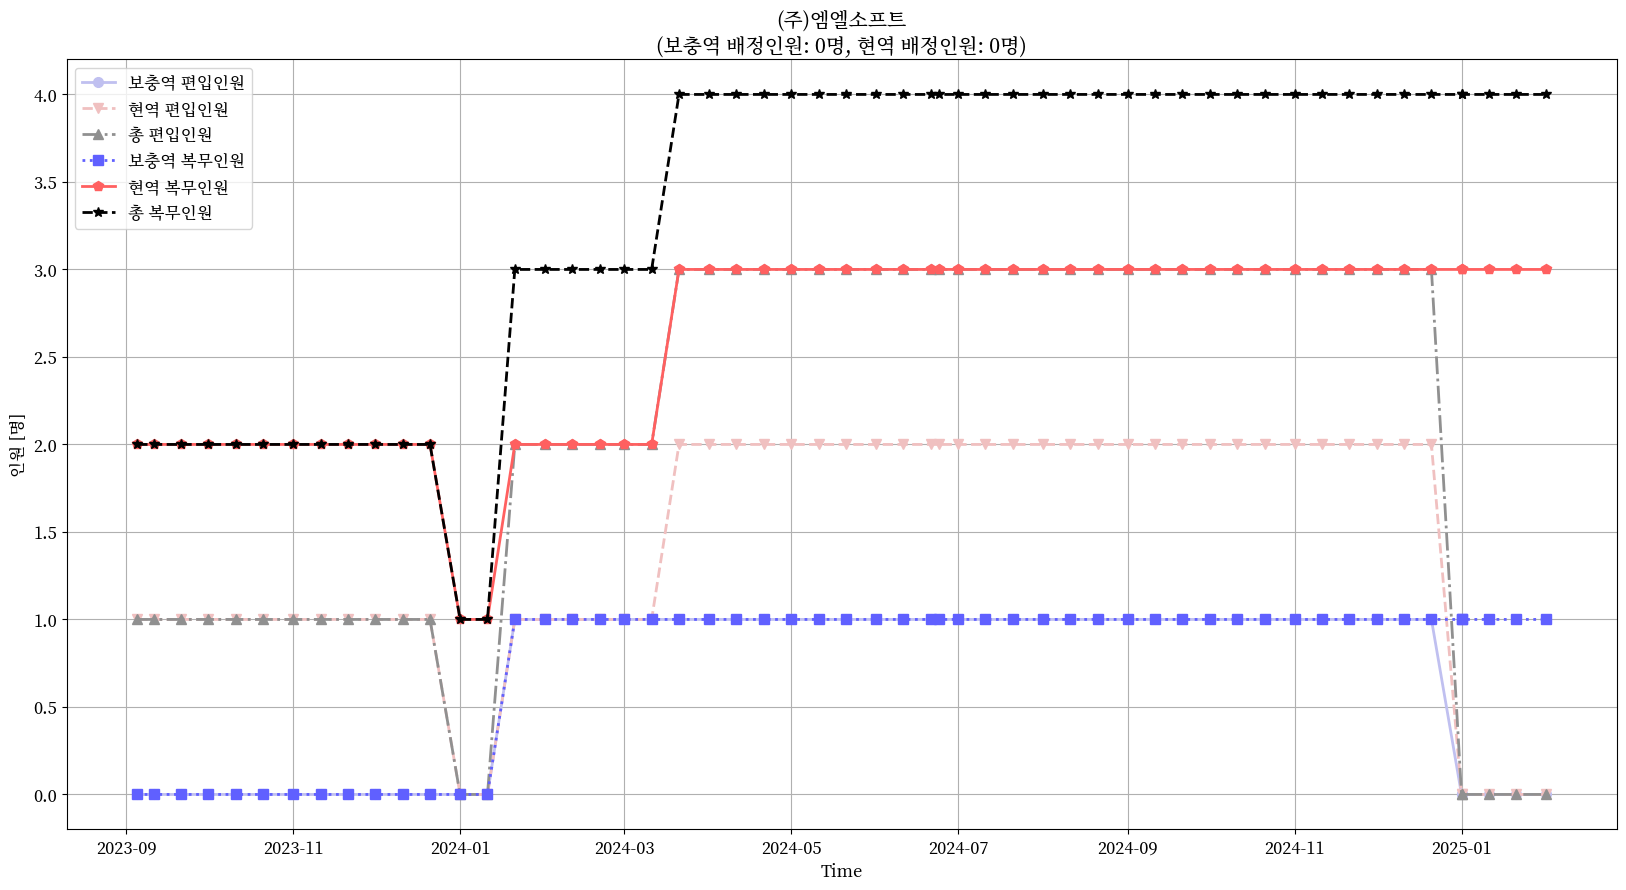 (주)엠엘소프트
(보충역 배정인원: 0명, 현역 배정인원: 0명)
보충역 편입인원
현역 편입인원
총 편입인원
보충역 복무인원
현역 복무인원
총 복무인원
4.0
3.5
3.0
2.5
2.0
1.5
1.0
0.5
0.0
인원 [명]
2023-09 2023-11 2024-01 2024-03 2024-05 2024-07 2024-09 2024-11 2025-01
Time